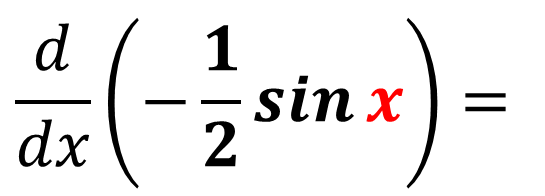 d/dx (− 1/2 sin x) =